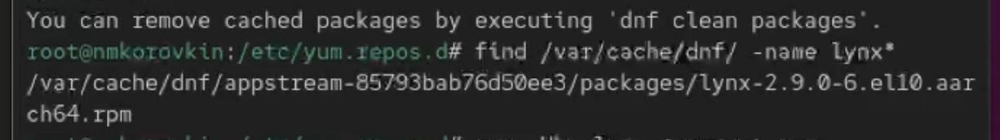 You can remove cached packages by executing 'dnf clean packages'.
root@nmkorovkin:/etc/yum.repos.d# find /var/cache/dnf/ -name lynx*
/var/cache/dnf/appstream-85793bab76d50ee3/packages/lynx-2.9.0-6.el10.aar
ch64.rpm